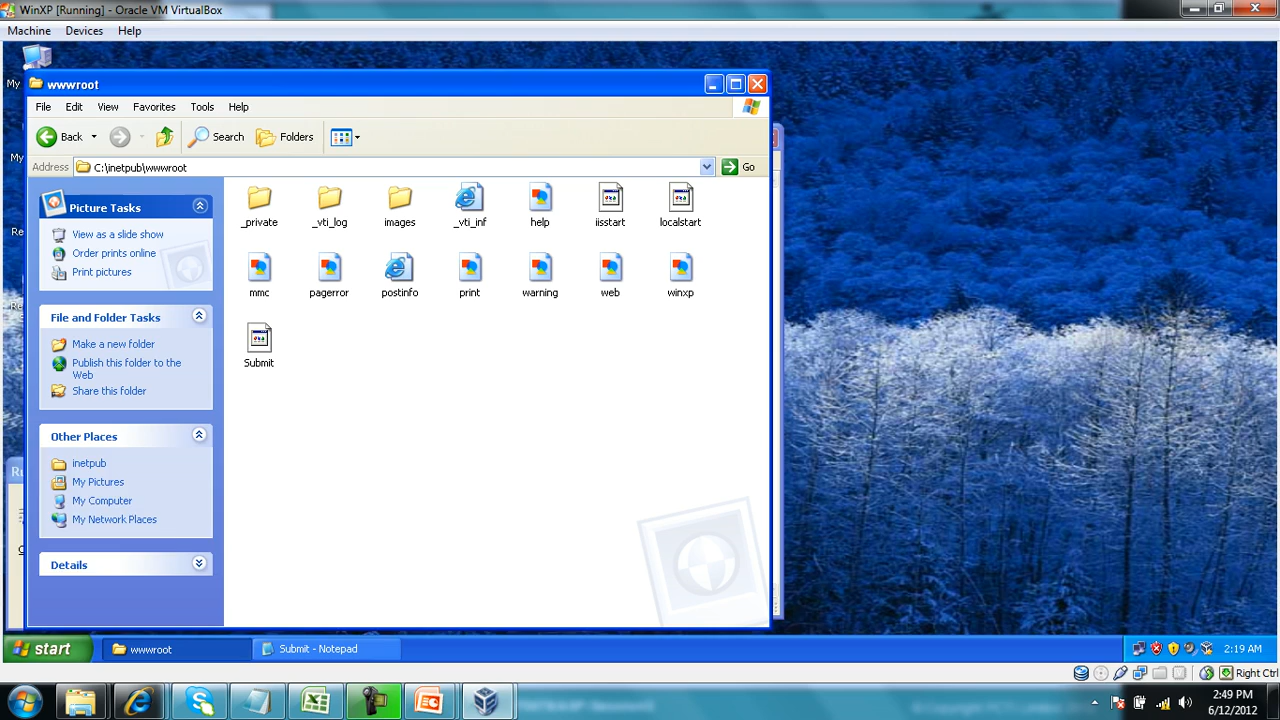 WinXP [Running] - Oracle VM VirtualBox
Machine Devices Help
My
wwwroot
File Edit View Favorites Tools Help
Back Search Folders
Address C:\inetpub\wwwroot Go
Picture Tasks
View as a slide show
Order prints online
Print pictures
File and Folder Tasks
Make a new folder
Publish this folder to the
Web
Share this folder
Other Places
inetpub
My Pictures
My Computer
My Network Places
Details
_private _vti_log images _vti_inf help iisstart localstart
mmc pagerror postinfo print warning web winxp
Submit
My
Re
start wwwroot Submit - Notepad 2:19 AM
Right Ctrl
2:49 PM
6/12/2012